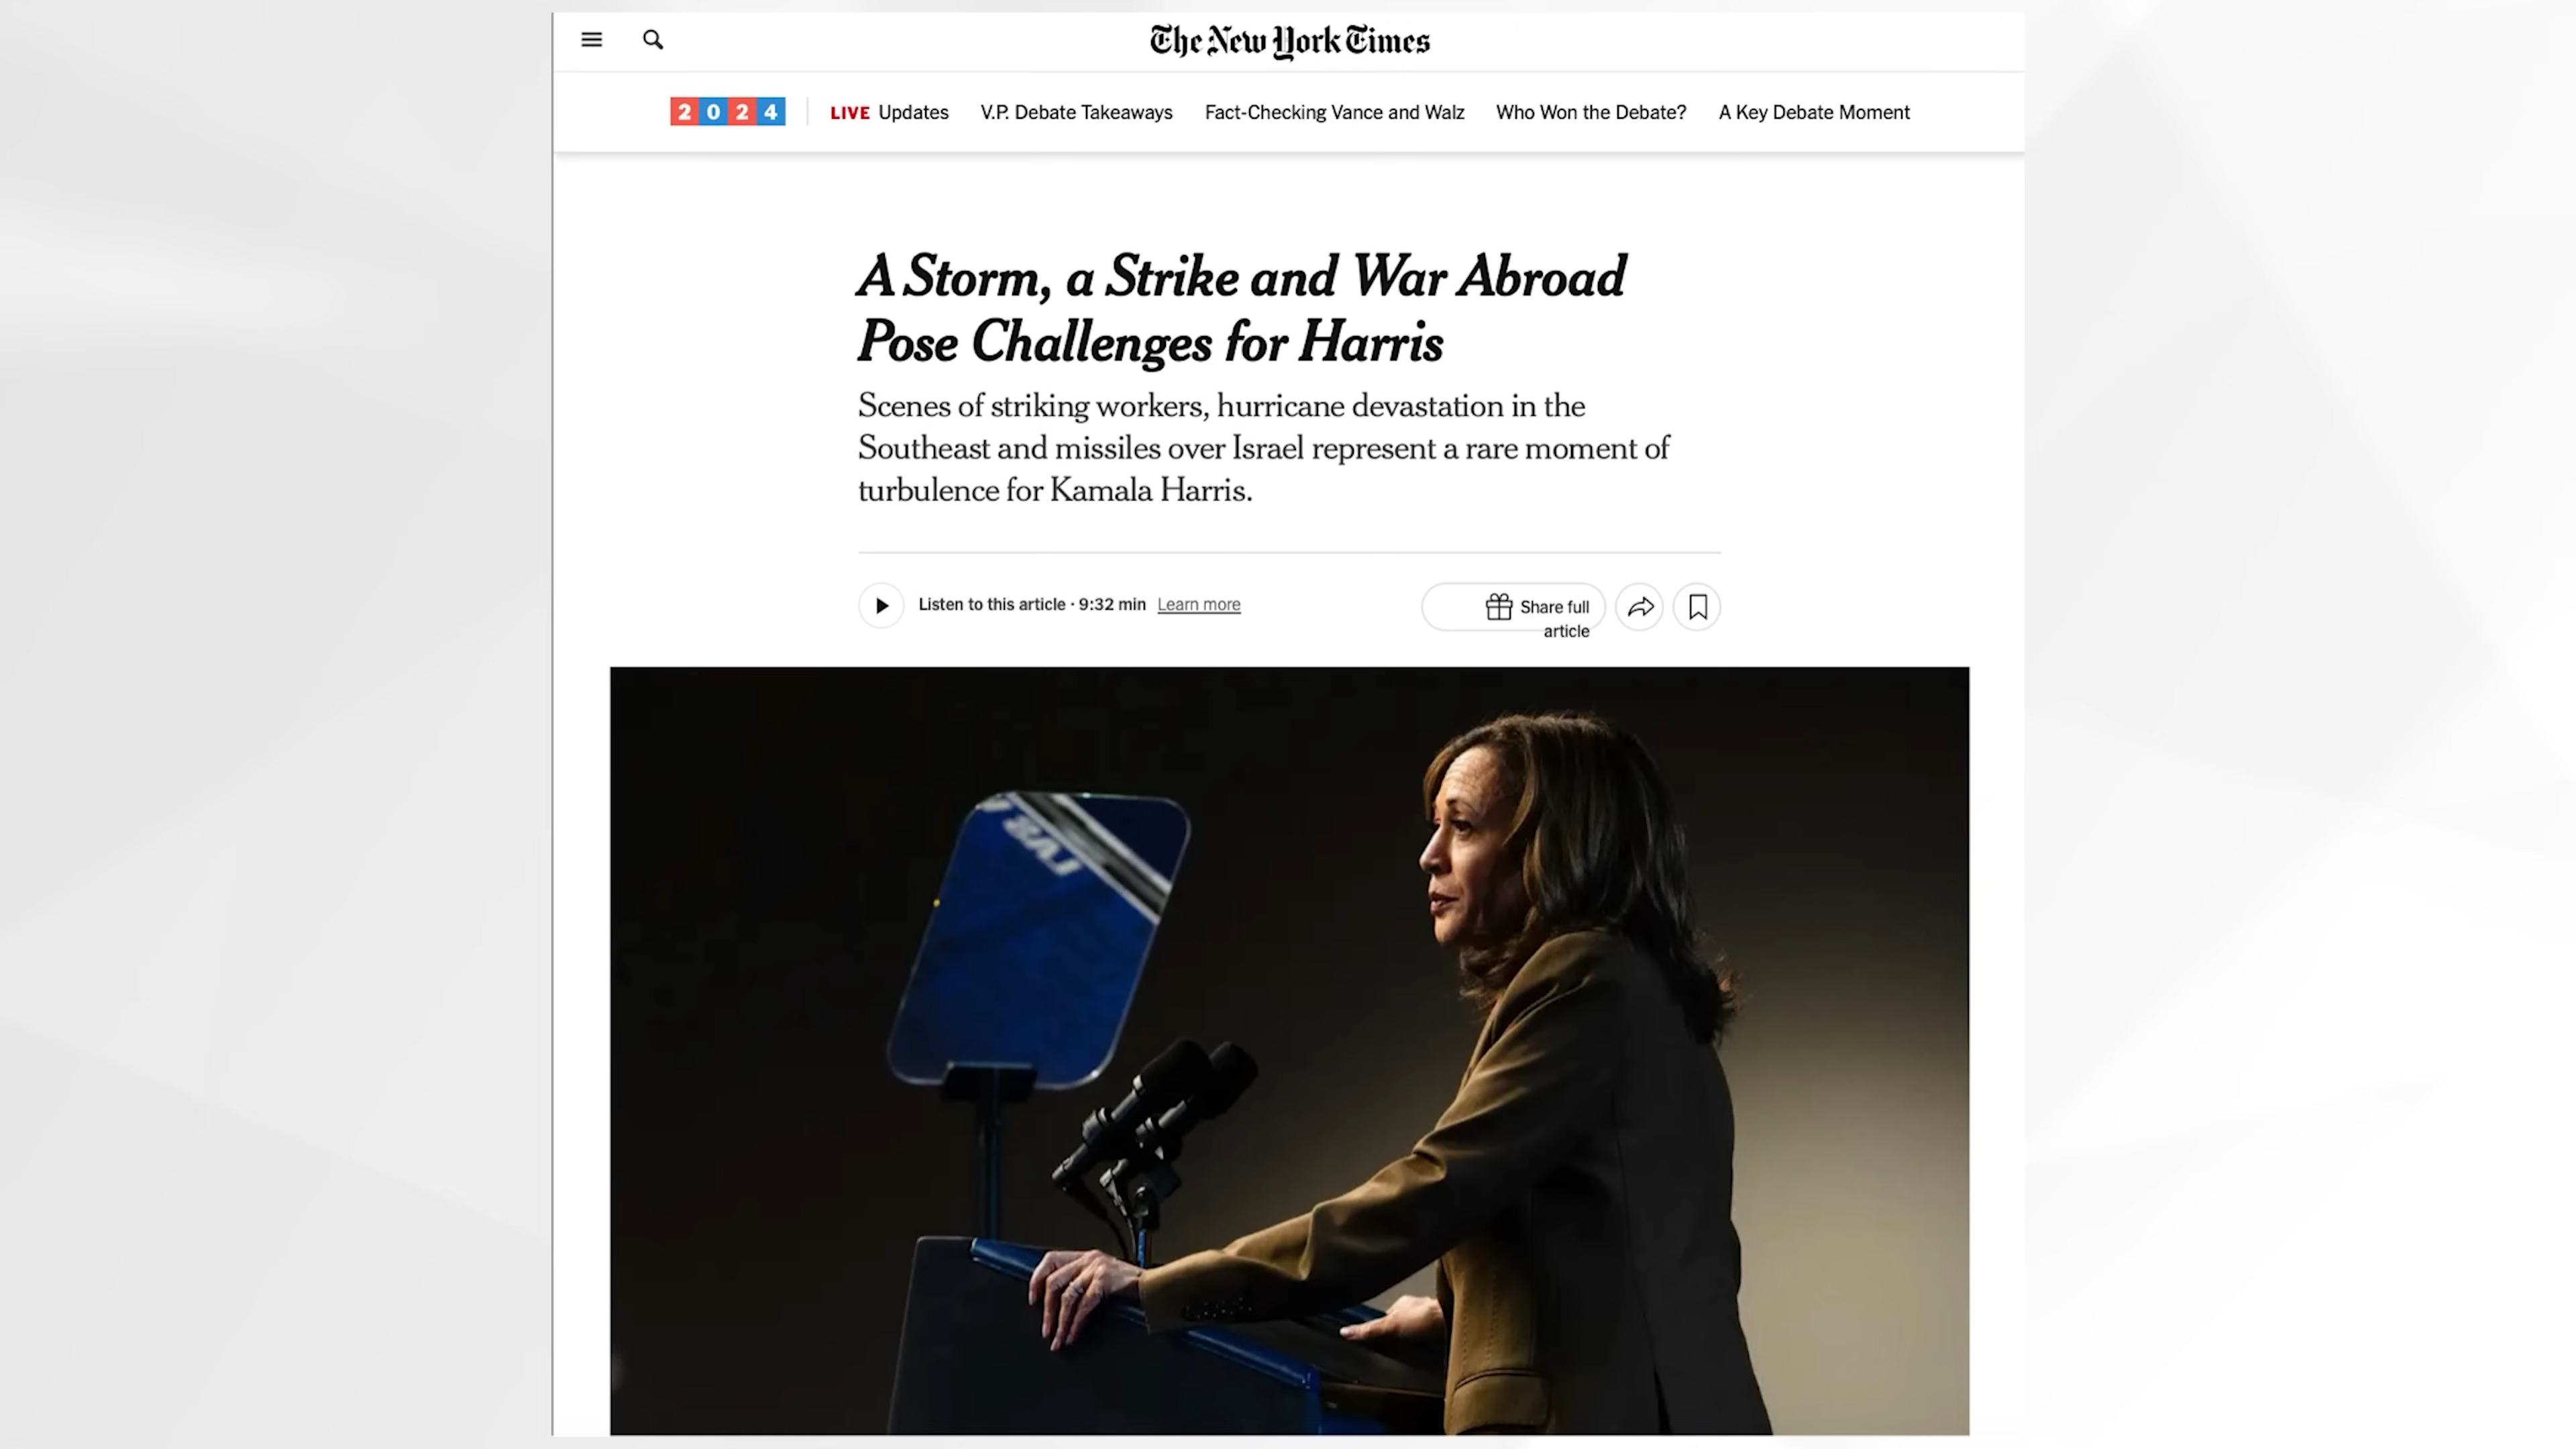 The New York Times
2024 LIVE Updates V.P. Debate Takeaways Fact-Checking Vance and Walz Who Won the Debate? A Key Debate Moment
A Storm, a Strike and War Abroad
Pose Challenges for Harris
Scenes of striking workers, hurricane devastation in the
Southeast and missiles over Israel represent a rare moment of
turbulence for Kamala Harris.
Listen to this article · 9:32 min Learn more
Share full
article